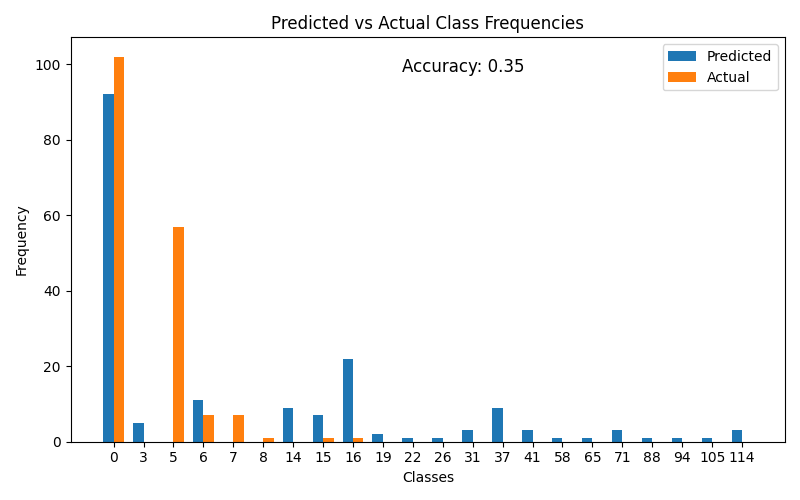 Predicted vs Actual Class Frequencies
Accuracy: 0.35
Predicted
Actual
Frequency
100
80
60
40
20
0
0 3 5 6 7 8 14 15 16 19 22 26 31 37 41 58 65 71 88 94 105 114
Classes